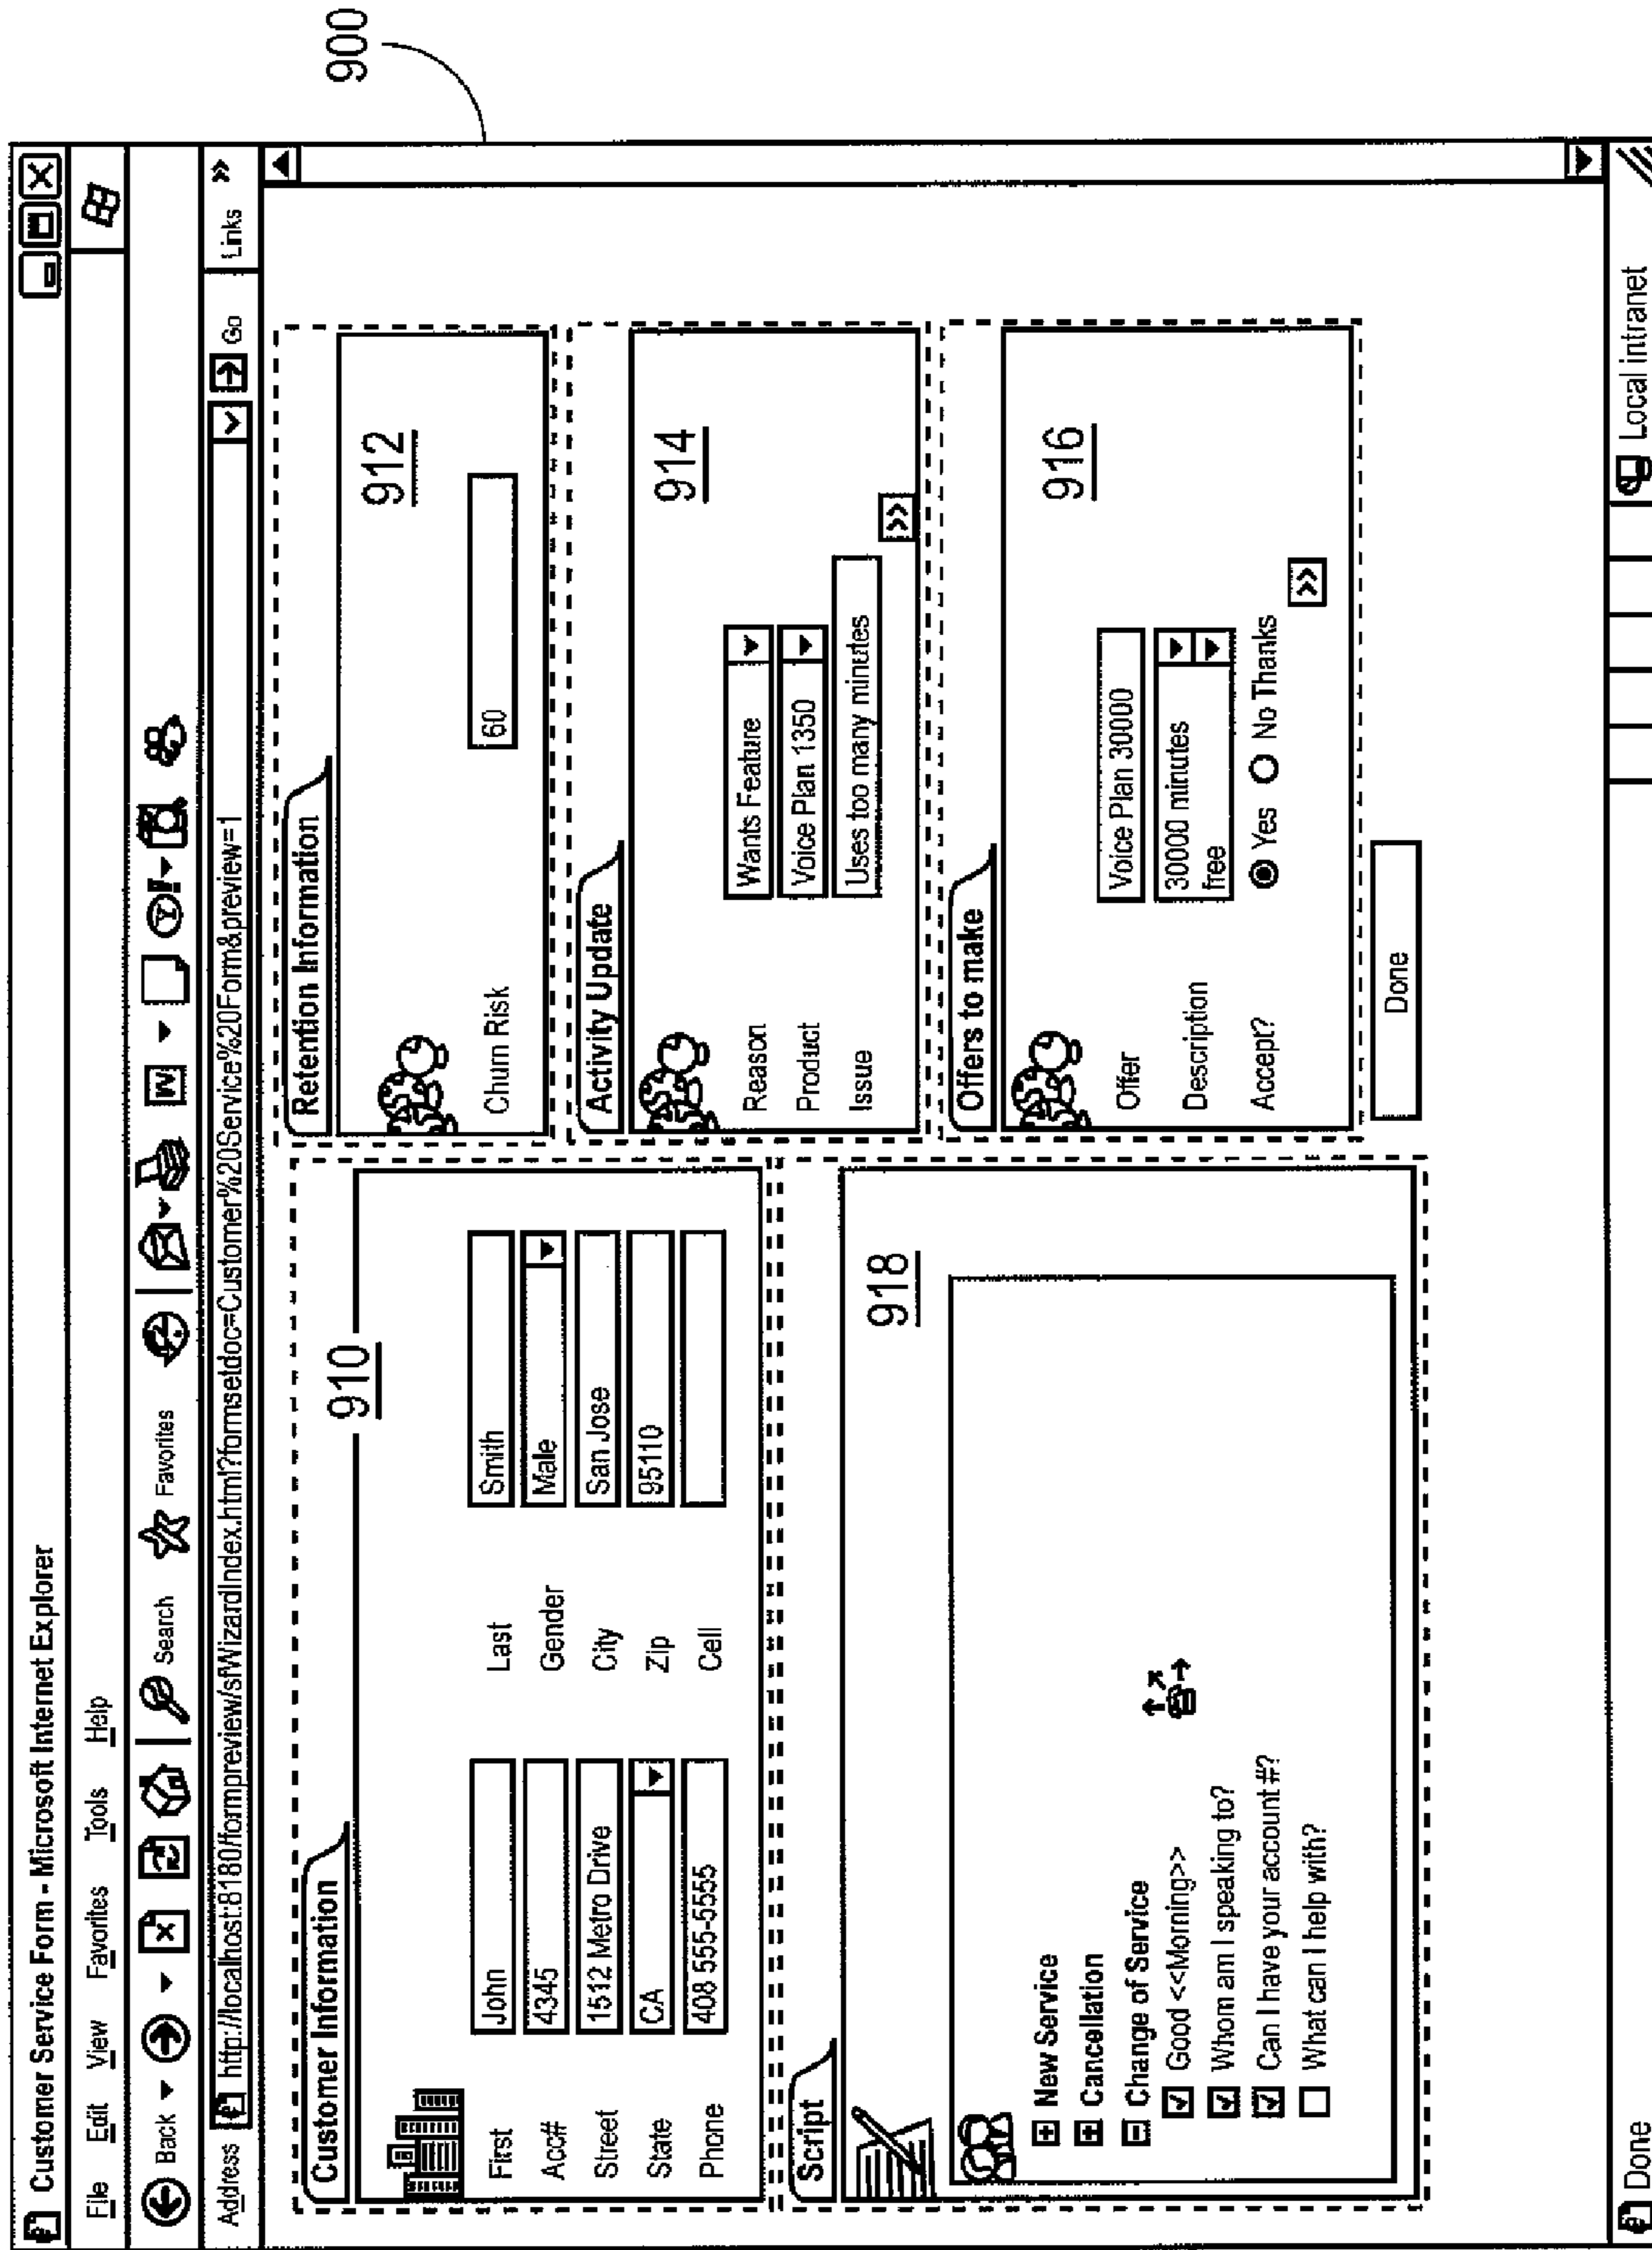 900
Customer Service Form - Microsoft Internet Explorer
File Edit View Favorites Tools Help
Back Search Favorites W
Address http://localhost:8180/formpreview/sfWizardIndex.html?formsetdoc=Customer%20Service%20Form&preview=1 Go Links »
Customer Information
910
First John Last Smith
Acc# 4345 Gender Male
Street 1512 Metro Drive City San Jose
State CA Zip 95110
Phone 408 555-5555 Cell
Script
918
New Service
Cancellation
Change of Service
Good <<Morning>>
Whom am I speaking to?
Can I have your account #?
What can I help with?
Retention Information
912
Churn Risk 60
Activity Update
914
Reason Wants Feature
Product Voice Plan 1350
Issue Uses too many minutes
>>
Offers to make
916
Offer Voice Plan 30000
Description 30000 minutes
free
Accept? Yes No Thanks
>>
Done
Done Local intranet